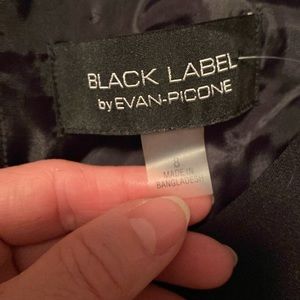 BLACK LABEL
by EVAN-PICONE
8
MADE IN
BANGLADESH